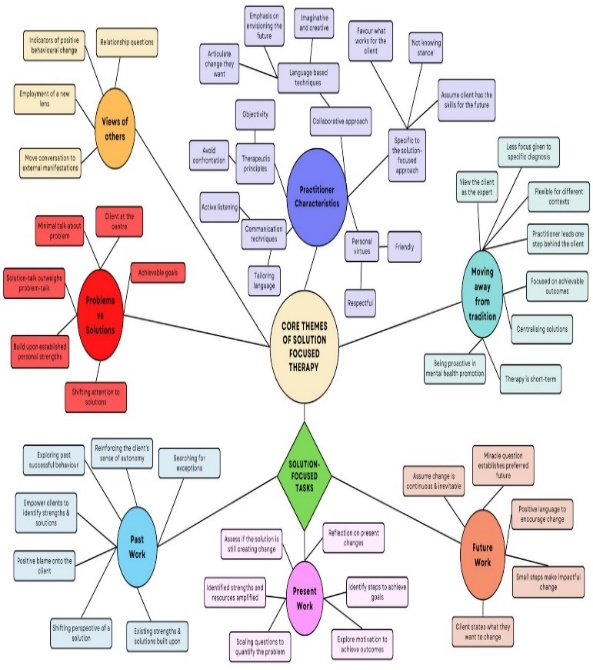 Indicators of positive
behavioural change
Relationship questions
Employment of a new
lens
Views of
others
Move conversation to
external manifestations
Emphasis on
envisioning the
future
Imaginative
and creative
Articulate
change they
want
Language based
techniques
Favour what
works for the
client
'Not knowing
stance'
Assume client has the
skills for the future
Collaborative approach
Specific to
the solution-
focused
approach
Objectivity
Avoid
confrontation
Therapeutic
principles
Practitioner
Characteristics
Active listening
Communication
techniques
Tailoring
language
Personal
virtues
Friendly
Respectful
Less focus given to
specific diagnosis
View the client
as the expert
Flexible for different
contexts
Practitioner leads one
step behind the client
Moving
away
from
tradition
Focused on achievable
outcomes
Centralising solutions
Being proactive in
mental health promotion
Therapy is short-term
Minimal talk about
problem
Client at the
centre
Achievable goals
Solution-talk outweighs
problem-talk
Problems
vs
Solutions
Build upon established
personal strengths
Shifting attention to
solutions
CORE THEMES
OF SOLUTION
FOCUSED
THERAPY
SOLUTION-
FOCUSED
TASKS
Exploring past
successful behaviour
Reinforcing the client's
sense of autonomy
Searching for
exceptions
Empower clients to
identify strengths &
solutions
Past
Work
Positive blame onto the
client
Shifting perspective of a
solution
Existing strengths &
solutions built upon
Assess if the solution is
still creating change
Reflection on present
changes
Identified strengths and
resources amplified
Present
Work
Identify steps to achieve
goals
Scaling questions to
quantify the problem
Explore motivation to
achieve outcomes
Assume change is
continuous & inevitable
Miracle question
establishes preferred
future
Positive language to
encourage change
Future
Work
Small steps make impactful
change
Client states what they
want to change